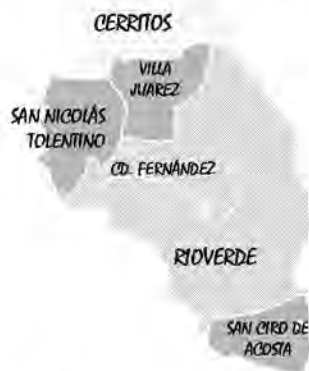 CERRITOS
VILLA
JUAREZ
SAN NICOLÁS
TOLENTINO
CD. FERNÁNDEZ
RIOVERDE
SAN CIRO DE
ACOSTA